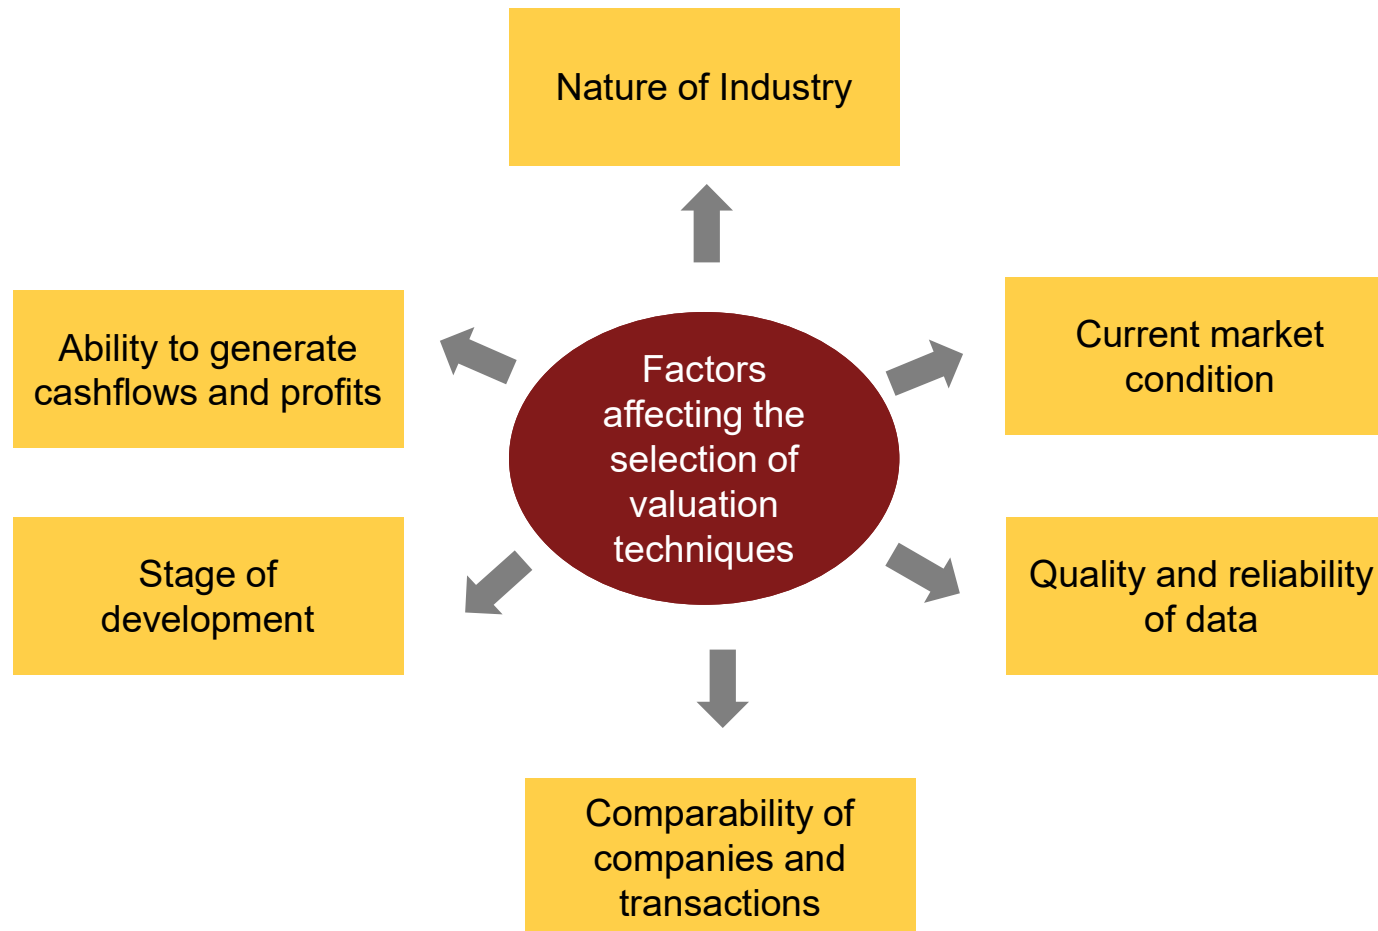 Nature of Industry
Ability to generate
cashflows and profits
Factors
affecting the
selection of
valuation
techniques
Current market
condition
Stage of
development
Quality and reliability
of data
Comparability of
companies and
transactions